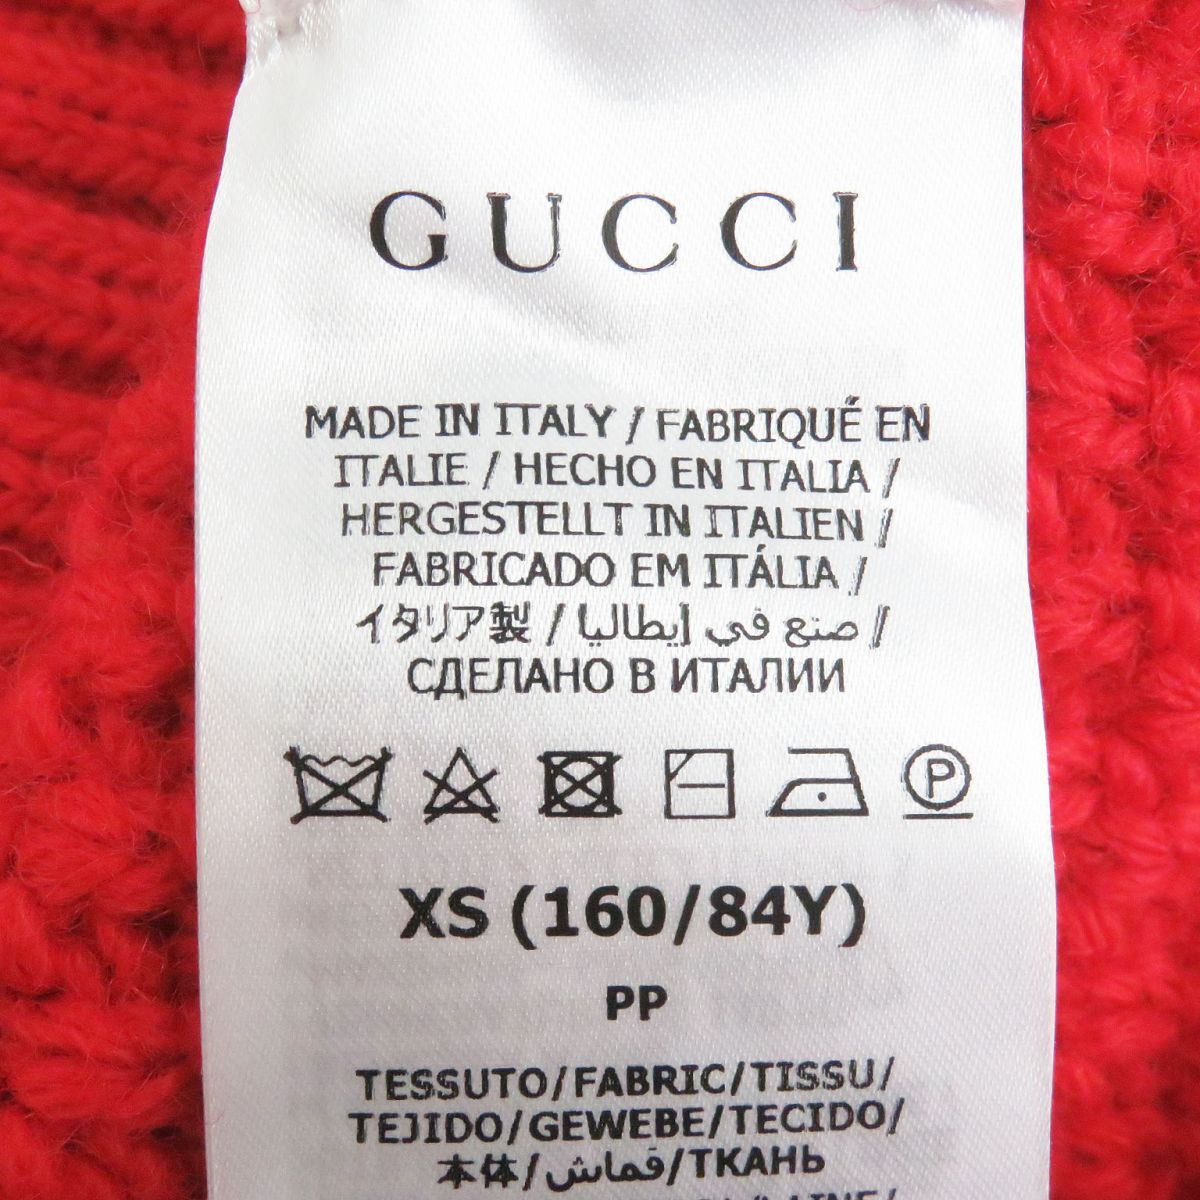 GUCCI
MADE IN ITALY / FABRIQUÉ EN
ITALIE / HECHO EN ITALIA /
HERGESTELLT IN ITALIEN /
FABRICADO EM ITÁLIA /
イタリア製 / صنع في إيطاليا /
СДЕЛАНО В ИТАЛИИ
P
XS (160/84Y)
PP
TESSUTO/FABRIC/TISSU/
TEJIDO/GEWEBE/TECIDO/
本体/قماش/ТКАНЬ